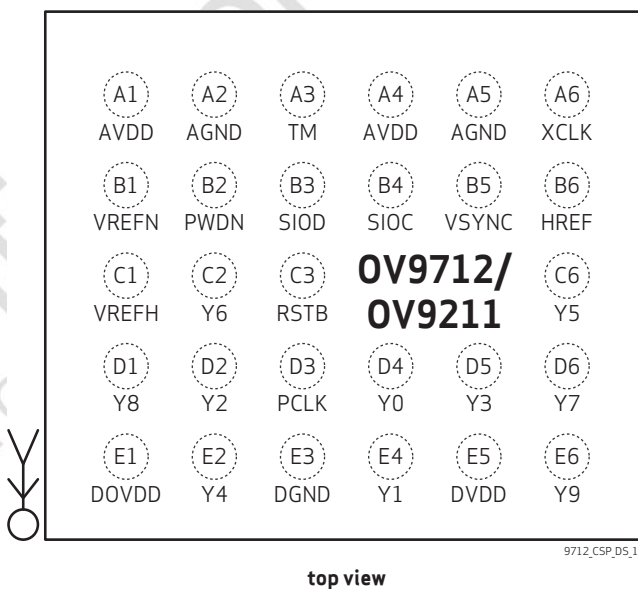 A1 A2 A3 A4 A5 A6
AVDD AGND TM AVDD AGND XCLK
B1 B2 B3 B4 B5 B6
VREFN PWDN SIOD SIOC VSYNC HREF
C1 C2 C3 OV9712/ C6
VREFH Y6 RSTB OV9211 Y5
D1 D2 D3 D4 D5 D6
Y8 Y2 PCLK Y0 Y3 Y7
E1 E2 E3 E4 E5 E6
DOVDD Y4 DGND Y1 DVDD Y9
9712_CSP_DS_1
top view